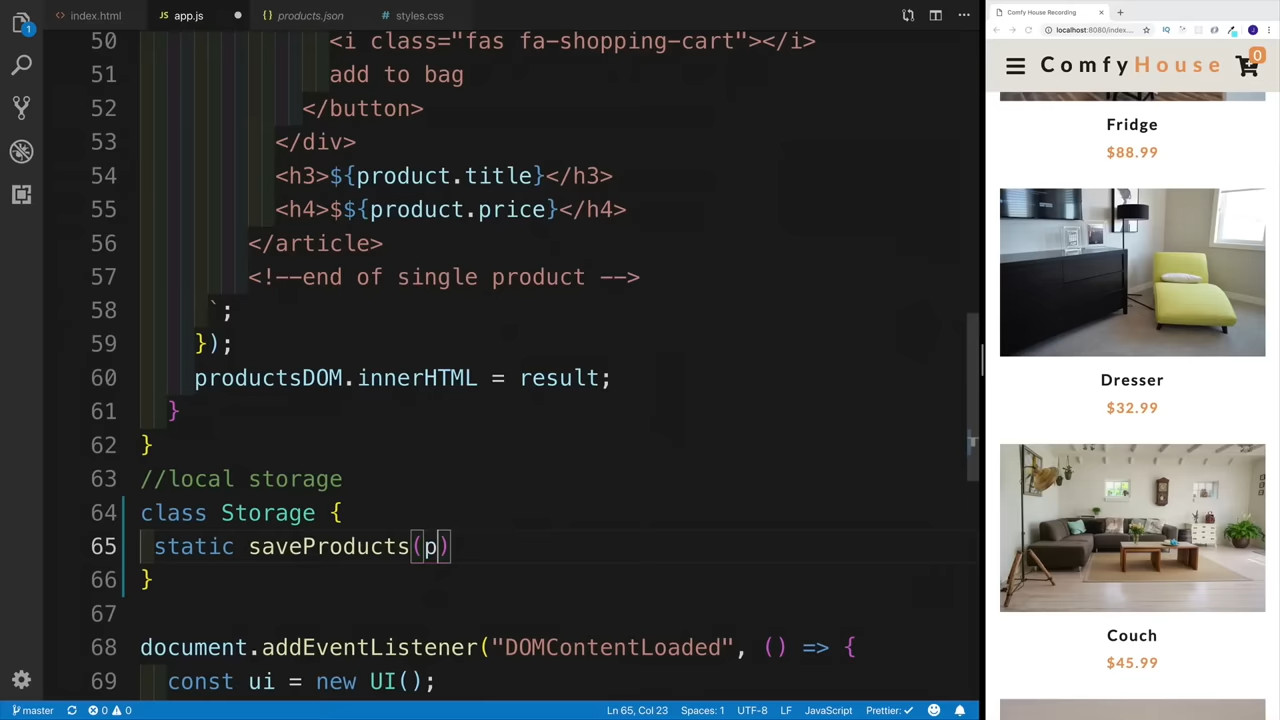 index.html
app.js
products.json
styles.css
1
50 <i class="fas fa-shopping-cart"></i>
51 add to bag
52 </button>
53 </div>
54 <h3>${product.title}</h3>
55 <h4>$${product.price}</h4>
56 </article>
57 <!--end of single product -->
58 `;
59 });
60 productsDOM.innerHTML = result;
61 }
62 }
63 //local storage
64 class Storage {
65 static saveProducts(p)
66 }
67
68 document.addEventListener("DOMContentLoaded", () => {
69 const ui = new UI();
master
0 0
Ln 65, Col 23
Spaces: 1
UTF-8
LF
JavaScript
Prettier: ✓
Comfy House Recording
localhost:8080/index....
ComfyHouse
0
Fridge
$88.99
Dresser
$32.99
Couch
$45.99